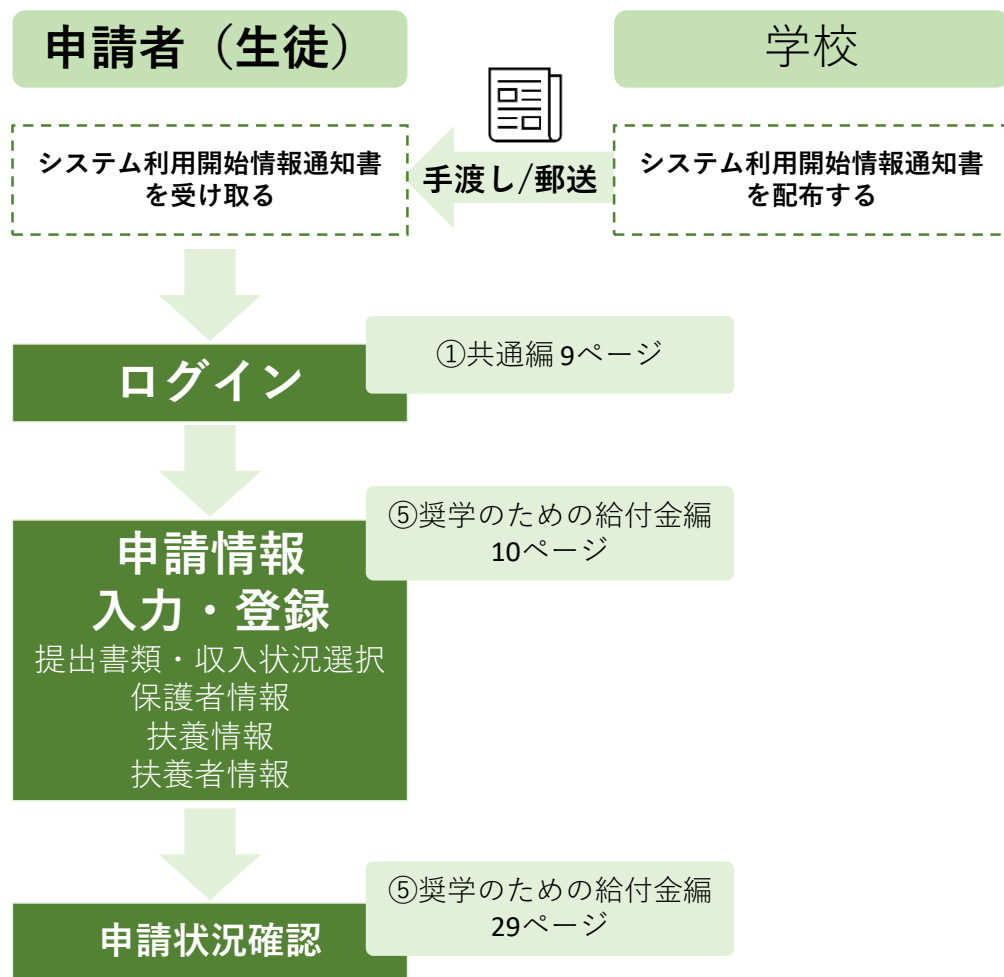 申請者（生徒）
学校
システム利用開始情報通知書
を受け取る
手渡し/郵送
システム利用開始情報通知書
を配布する
ログイン
①共通編 9ページ
申請情報
入力・登録
提出書類・収入状況選択
保護者情報
扶養情報
扶養者情報
⑤奨学のための給付金編
10ページ
申請状況確認
⑤奨学のための給付金編
29ページ